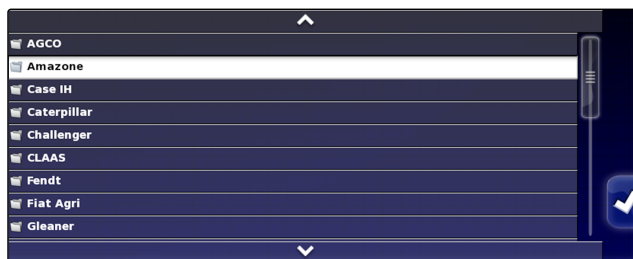 AGCO
Amazone
Case IH
Caterpillar
Challenger
CLAAS
Fendt
Fiat Agri
Gleaner